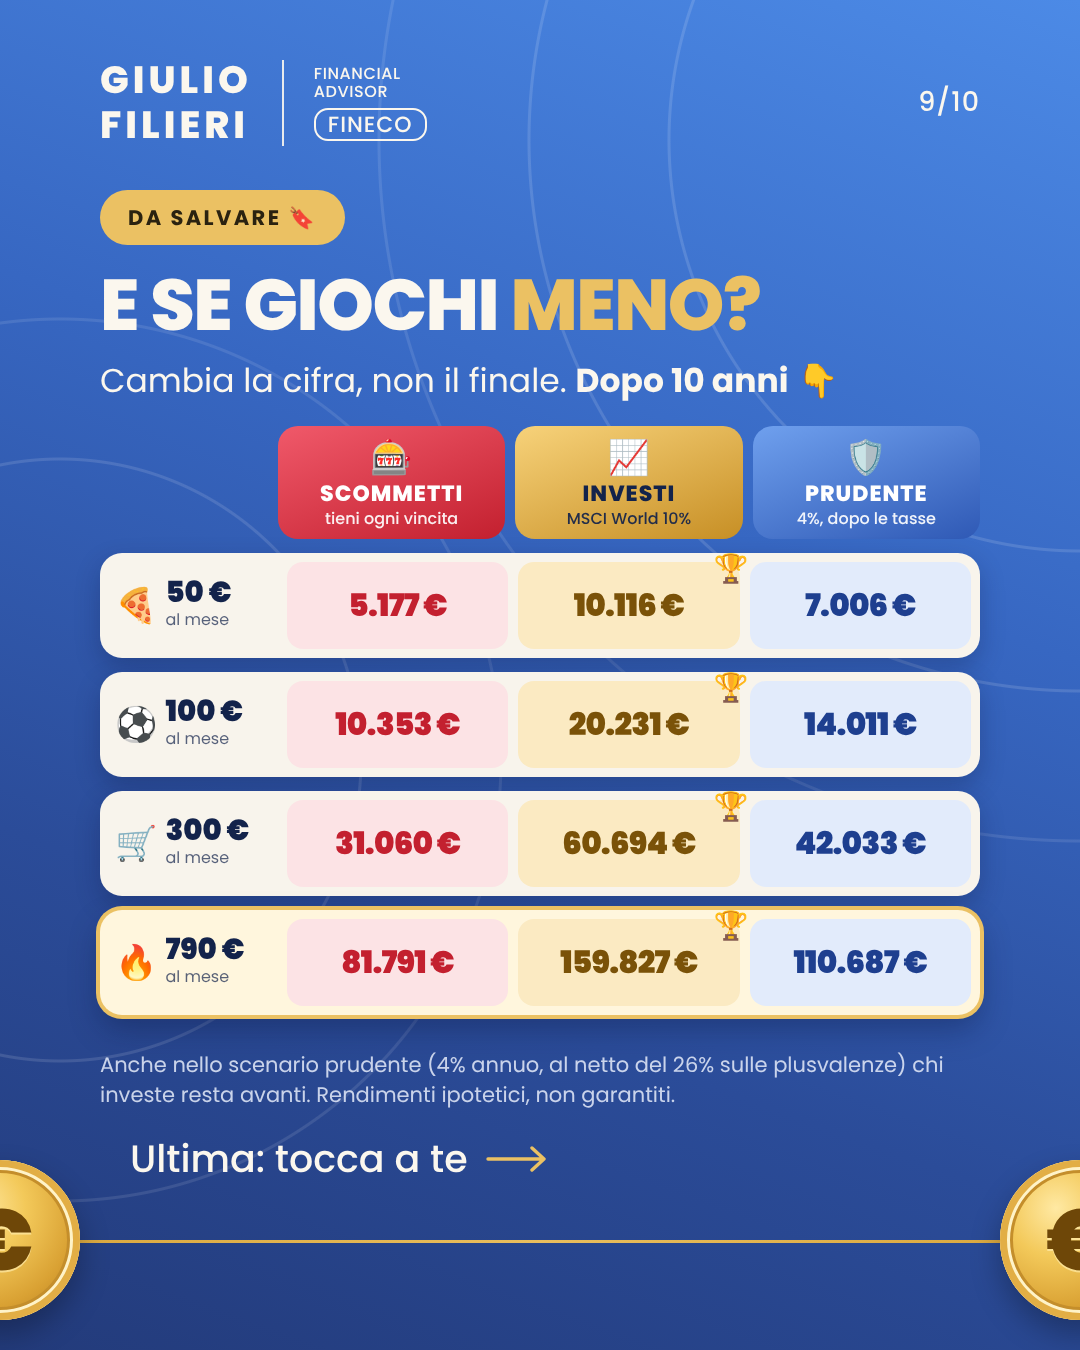 GIULIO
FILIERI
FINANCIAL
ADVISOR
FINECO
9/10
DA SALVARE
E SE GIOCHI MENO?
Cambia la cifra, non il finale. Dopo 10 anni
777
SCOMMETTI
tieni ogni vincita
INVESTI
MSCI World 10%
PRUDENTE
4%, dopo le tasse
50 €
al mese
5.177 €
10.116 €
7.006 €
100 €
al mese
10.353 €
20.231 €
14.011 €
300 €
al mese
31.060 €
60.694 €
42.033 €
790 €
al mese
81.791 €
159.827 €
110.687 €
Anche nello scenario prudente (4% annuo, al netto del 26% sulle plusvalenze) chi
investe resta avanti. Rendimenti ipotetici, non garantiti.
Ultima: tocca a te →
€
€